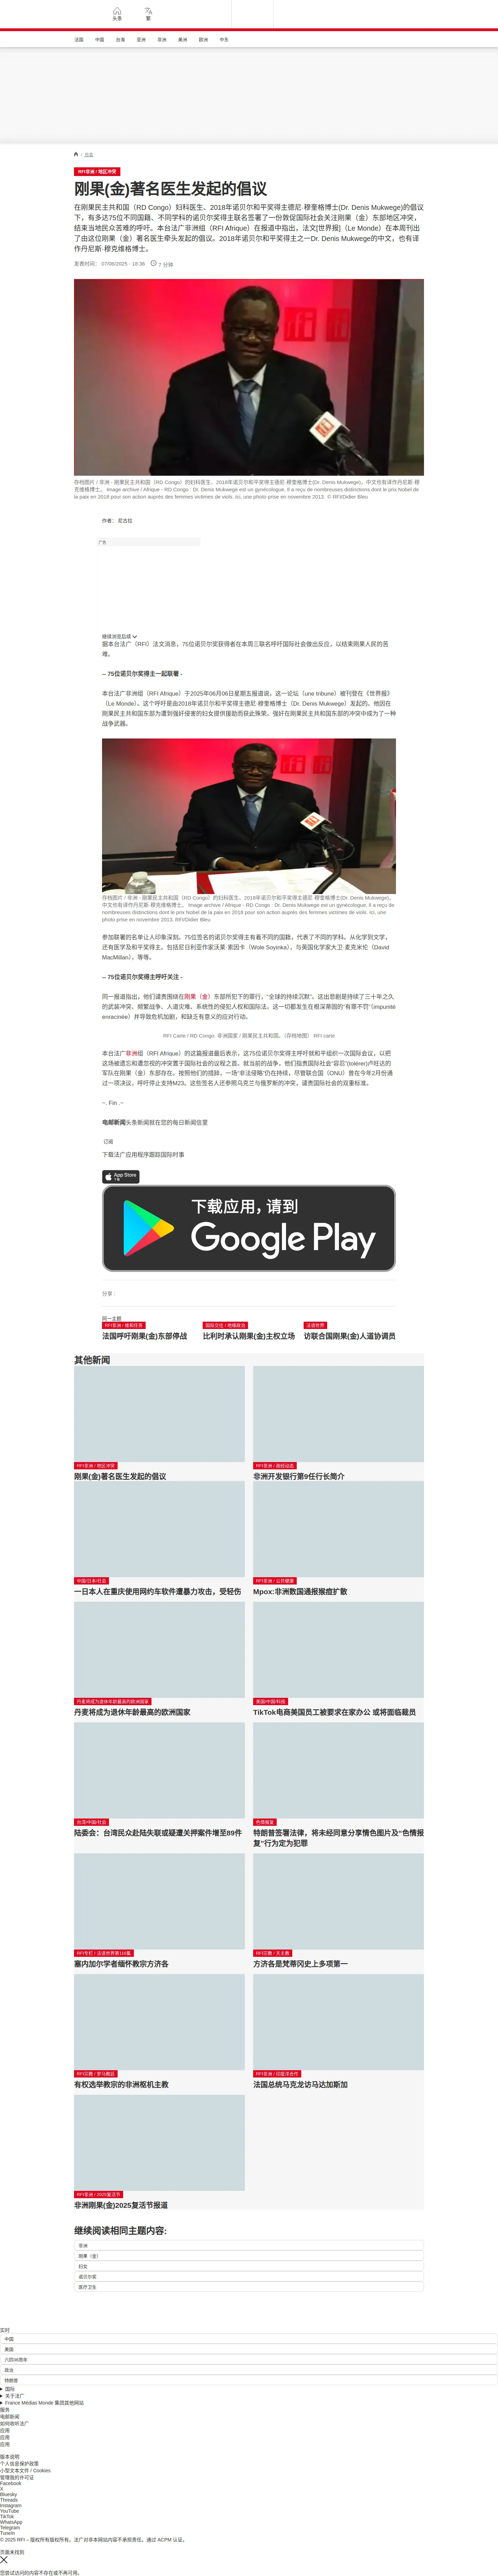 头条
繁
法国
中国
台海
亚洲
非洲
美洲
欧洲
中东
/ 社会
RFI非洲 / 地区冲突
刚果(金)著名医生发起的倡议
在刚果民主共和国（RD Congo）妇科医生、2018年诺贝尔和平奖得主德尼·穆奎格博士(Dr. Denis Mukwege)的倡议下，有多达75位不同国籍、不同学科的诺贝尔奖得主联名签署了一份敦促国际社会关注刚果（金）东部地区冲突，结束当地民众苦难的呼吁。本台法广非洲组（RFI Afrique）在报道中指出，法文[世界报]（Le Monde）在本周刊出了由这位刚果（金）著名医生牵头发起的倡议。2018年诺贝尔和平奖得主之一Dr. Denis Mukwege的中文，也有译作丹尼斯·穆克维格博士。
发表时间： 07/06/2025 - 18:36 7 分钟
存档图片 / 非洲 - 刚果民主共和国（RD Congo）的妇科医生、2018年诺贝尔和平奖得主德尼·穆奎格博士(Dr. Denis Mukwege)，中文也有译作丹尼斯·穆克维格博士。 Image archive / Afrique - RD Congo : Dr. Denis Mukwege est un gynécologue. Il a reçu de nombreuses distinctions dont le prix Nobel de la paix en 2018 pour son action auprès des femmes victimes de viols. Ici, une photo prise en novembre 2013. © RFI/Didier Bleu
作者： 尼古拉
广告
继续浏览后续
据本台法广（RFI）法文消息，75位诺贝尔奖获得者在本周三联名呼吁国际社会做出反应，以结束刚果人民的苦难。
-- 75位诺贝尔奖得主一起联署 -
本台法广非洲组（RFI Afrique）于2025年06月06日星期五报道说，这一论坛（une tribune）被刊登在《世界报》（Le Monde）。这个呼吁是由2018年诺贝尔和平奖得主德尼·穆奎格博士（Dr. Denis Mukwege）发起的。他因在刚果民主共和国东部为遭到强奸侵害的妇女提供援助而获此殊荣。强奸在刚果民主共和国东部的冲突中成为了一种战争武器。
存档图片 / 非洲 - 刚果民主共和国（RD Congo）的妇科医生、2018年诺贝尔和平奖得主德尼·穆奎格博士(Dr. Denis Mukwege)，中文也有译作丹尼斯·穆克维格博士。 Image archive / Afrique - RD Congo : Dr. Denis Mukwege est un gynécologue. Il a reçu de nombreuses distinctions dont le prix Nobel de la paix en 2018 pour son action auprès des femmes victimes de viols. Ici, une photo prise en novembre 2013. RFI/Didier Bleu
参加联署的名单让人印象深刻。75位签名的诺贝尔奖得主有着不同的国籍，代表了不同的学科。从化学到文学，还有医学及和平奖得主。包括尼日利亚作家沃莱·索因卡（Wole Soyinka），与英国化学家大卫·麦克米伦（David MacMillan），等等。
-- 75位诺贝尔奖得主呼吁关注 -
同一报道指出，他们谴责围绕在刚果（金）东部所犯下的罪行，"全球的持续沉默"。这出悲剧是持续了三十年之久的武装冲突、频繁战争、人道灾难、系统性的侵犯人权和国际法。这一切都发生在根深蒂固的"有罪不罚"（impunité enracinée）并导致危机加剧，和缺乏有意义的应对行动。
RFI Carte / RD Congo. 非洲国家 / 刚果民主共和国。（存档地图） RFI carte
本台法广非洲组（RFI Afrique）的这篇报道最后表示，这75位诺贝尔奖得主呼吁就和平组织一次国际会议，以把这场被遗忘和遭忽视的冲突置于国际社会的议程之首。就当前的战争，他们指责国际社会"容忍"(tolérer)卢旺达的军队在刚果（金）东部存在。按照他们的措辞，一场"非法侵略"仍在持续，尽管联合国（ONU）曾在今年2月份通过一项决议，呼吁停止支持M23。这些签名人还参照乌克兰与俄罗斯的冲突，谴责国际社会的双重标准。
~. Fin .~
电邮新闻头条新闻就在您的每日新闻信里
订阅
下载法广应用程序跟踪国际时事
App Store
下载
下载应用，请到
Google Play
分享 :
同一主题
RFI非洲 / 缓和任务
法国呼吁刚果(金)东部停战
国际交往 / 地缘政治
比利时承认刚果(金)主权立场
法读世界
访联合国刚果(金)人道协调员
其他新闻
RFI非洲 / 地区冲突
刚果(金)著名医生发起的倡议
RFI非洲 / 政经动态
非洲开发银行第9任行长简介
中国/日本/社会
一日本人在重庆使用网约车软件遭暴力攻击，受轻伤
RFI非洲 / 公共健康
Mpox:非洲数国通报猴痘扩散
丹麦将成为退休年龄最高的欧洲国家
丹麦将成为退休年龄最高的欧洲国家
美国/中国/科技
TikTok电商美国员工被要求在家办公 或将面临裁员
台湾/中国/社会
陆委会：台湾民众赴陆失联或疑遭关押案件增至89件
色情报复
特朗普签署法律，将未经同意分享情色图片及"色情报复"行为定为犯罪
RFI专栏 / 法语世界第116集
塞内加尔学者缅怀教宗方济各
RFI宗教 / 天主教
方济各是梵蒂冈史上多项第一
RFI宗教 / 罗马教廷
有权选举教宗的非洲枢机主教
RFI非洲 / 印度洋合作
法国总统马克龙访马达加斯加
RFI非洲 / 2025复活节
非洲刚果(金)2025复活节报道
继续阅读相同主题内容:
非洲
刚果（金）
妇女
诺贝尔奖
医疗卫生
实时
中国
美国
六四36周年
政治
特朗普
国际
关于法广
France Médias Monde 集团其他网站
服务
电邮新闻
如何收听法广
应用
应用
应用
版本说明
个人信息保护政策
小型文本文件 / Cookies
管理我的许可证
Facebook
X
Bluesky
Threads
Instagram
YouTube
TikTok
WhatsApp
Telegram
TuneIn
© 2025 RFI – 版权所有版权所有。法广对非本网站内容不承担责任。通过 ACPM 认证。
页面未找到
您尝试访问的内容不存在或不再可用。